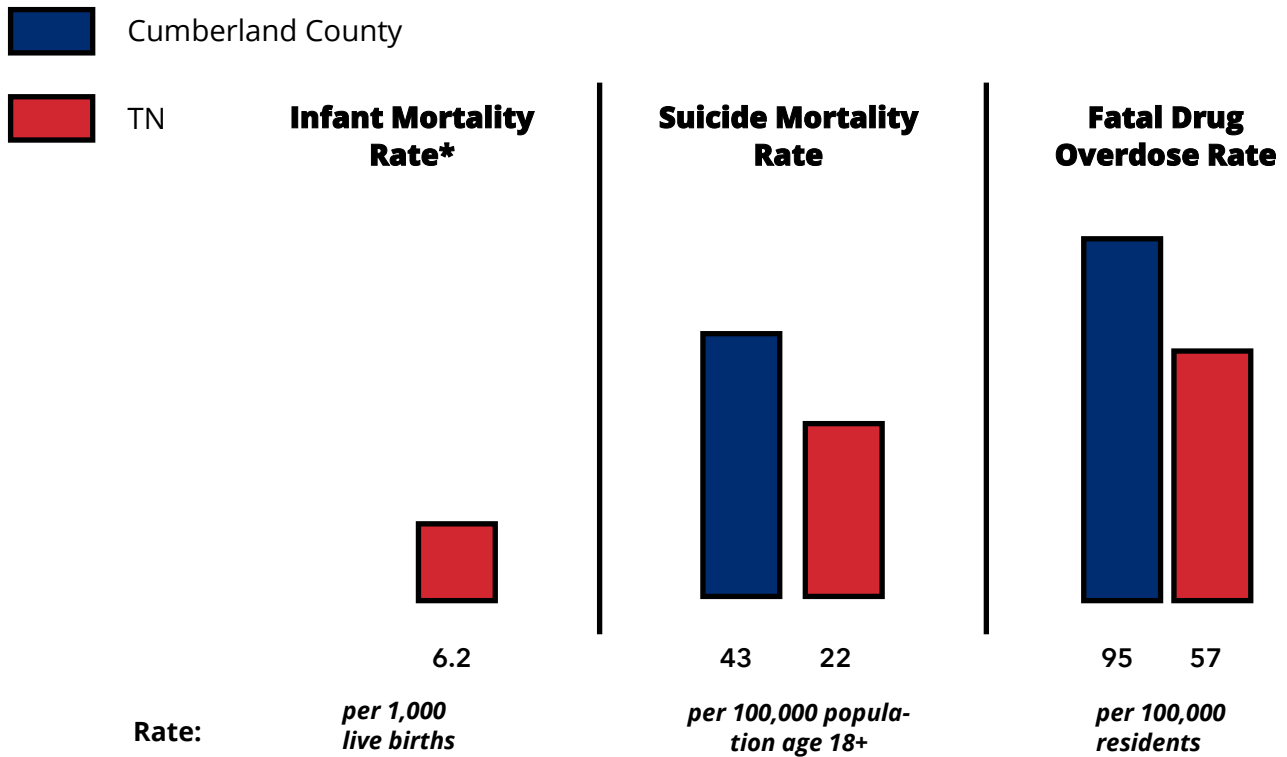 Cumberland County
TN
Infant Mortality
Rate*
Suicide Mortality
Rate
Fatal Drug
Overdose Rate
6.2
43 22
95 57
Rate:
per 1,000
live births
per 100,000 popula-
tion age 18+
per 100,000
residents